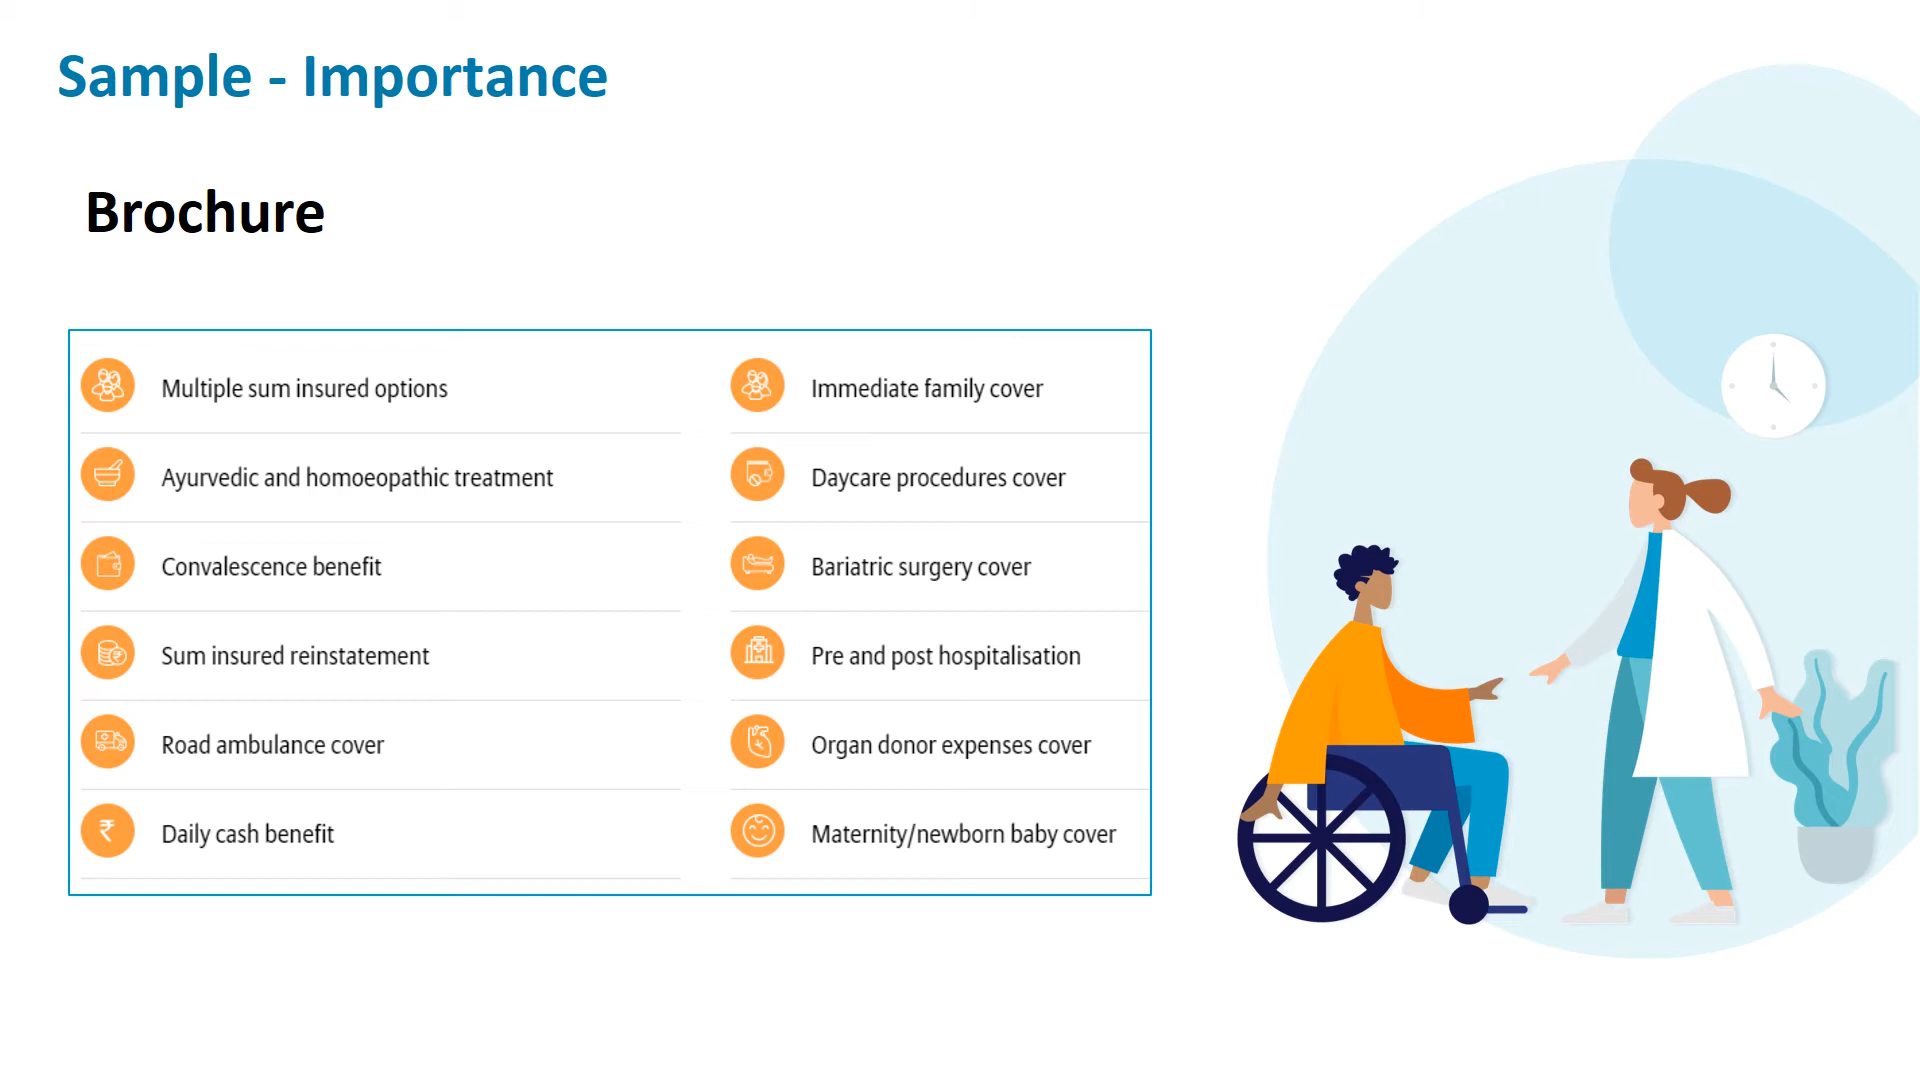 Sample - Importance
Brochure
Multiple sum insured options
Immediate family cover
Ayurvedic and homoeopathic treatment
Daycare procedures cover
Convalescence benefit
Bariatric surgery cover
Sum insured reinstatement
Pre and post hospitalisation
Road ambulance cover
Organ donor expenses cover
₹ Daily cash benefit
Maternity/newborn baby cover